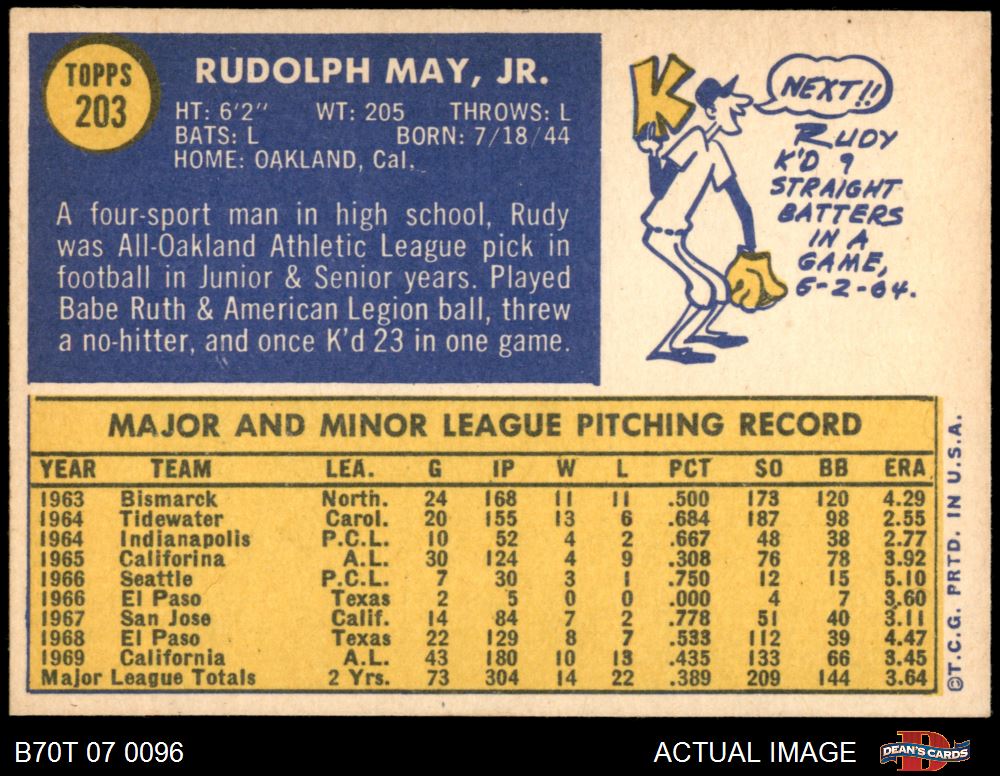 TOPPS
203
RUDOLPH MAY, JR.
HT: 6'2" WT: 205 THROWS: L
BATS: L BORN: 7/18/44
HOME: OAKLAND, Cal.
A four-sport man in high school, Rudy
was All-Oakland Athletic League pick in
football in Junior & Senior years. Played
Babe Ruth & American Legion ball, threw
a no-hitter, and once K'd 23 in one game.
K
NEXT!!
RUDY
K'D 9
STRAIGHT
BATTERS
IN A
GAME,
6-2-64.
MAJOR AND MINOR LEAGUE PITCHING RECORD
YEAR TEAM LEA. G IP W L PCT SO BB ERA
1963 Bismarck North. 24 168 11 11 .500 173 120 4.29
1964 Tidewater Carol. 20 155 13 6 .684 187 98 2.55
1964 Indianapolis P.C.L. 10 52 4 2 .667 48 38 2.77
1965 Califorina A.L. 30 124 4 9 .308 76 78 3.92
1966 Seattle P.C.L. 7 30 3 1 .750 12 15 5.10
1966 El Paso Texas 2 5 0 0 .000 4 7 3.60
1967 San Jose Calif. 14 84 7 2 .778 51 40 3.11
1968 El Paso Texas 22 129 8 7 .533 112 39 4.47
1969 California A.L. 43 180 10 13 .435 133 66 3.45
Major League Totals 2 Yrs. 73 304 14 22 .389 209 144 3.64
©T.C.G. PRTD. IN U.S.A.
B70T 07 0096 ACTUAL IMAGE
D
DEAN'S CARDS